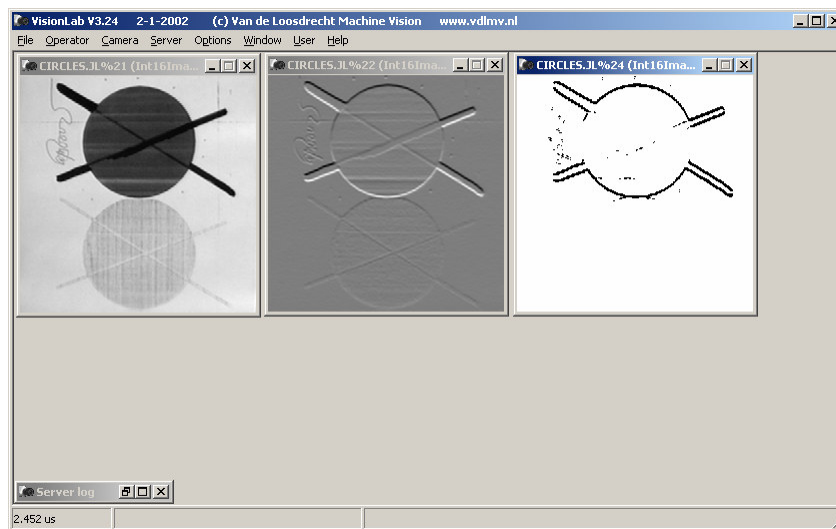 VisionLab V3.24 2-1-2002 (c) Van de Loosdrecht Machine Vision www.vdlmv.nl
File Operator Camera Server Options Window User Help
CIRCLES.JL%21 (Int16Ima...
CIRCLES.JL%22 (Int16Ima...
CIRCLES.JL%24 (Int16Ima...
Server log
2.452 us